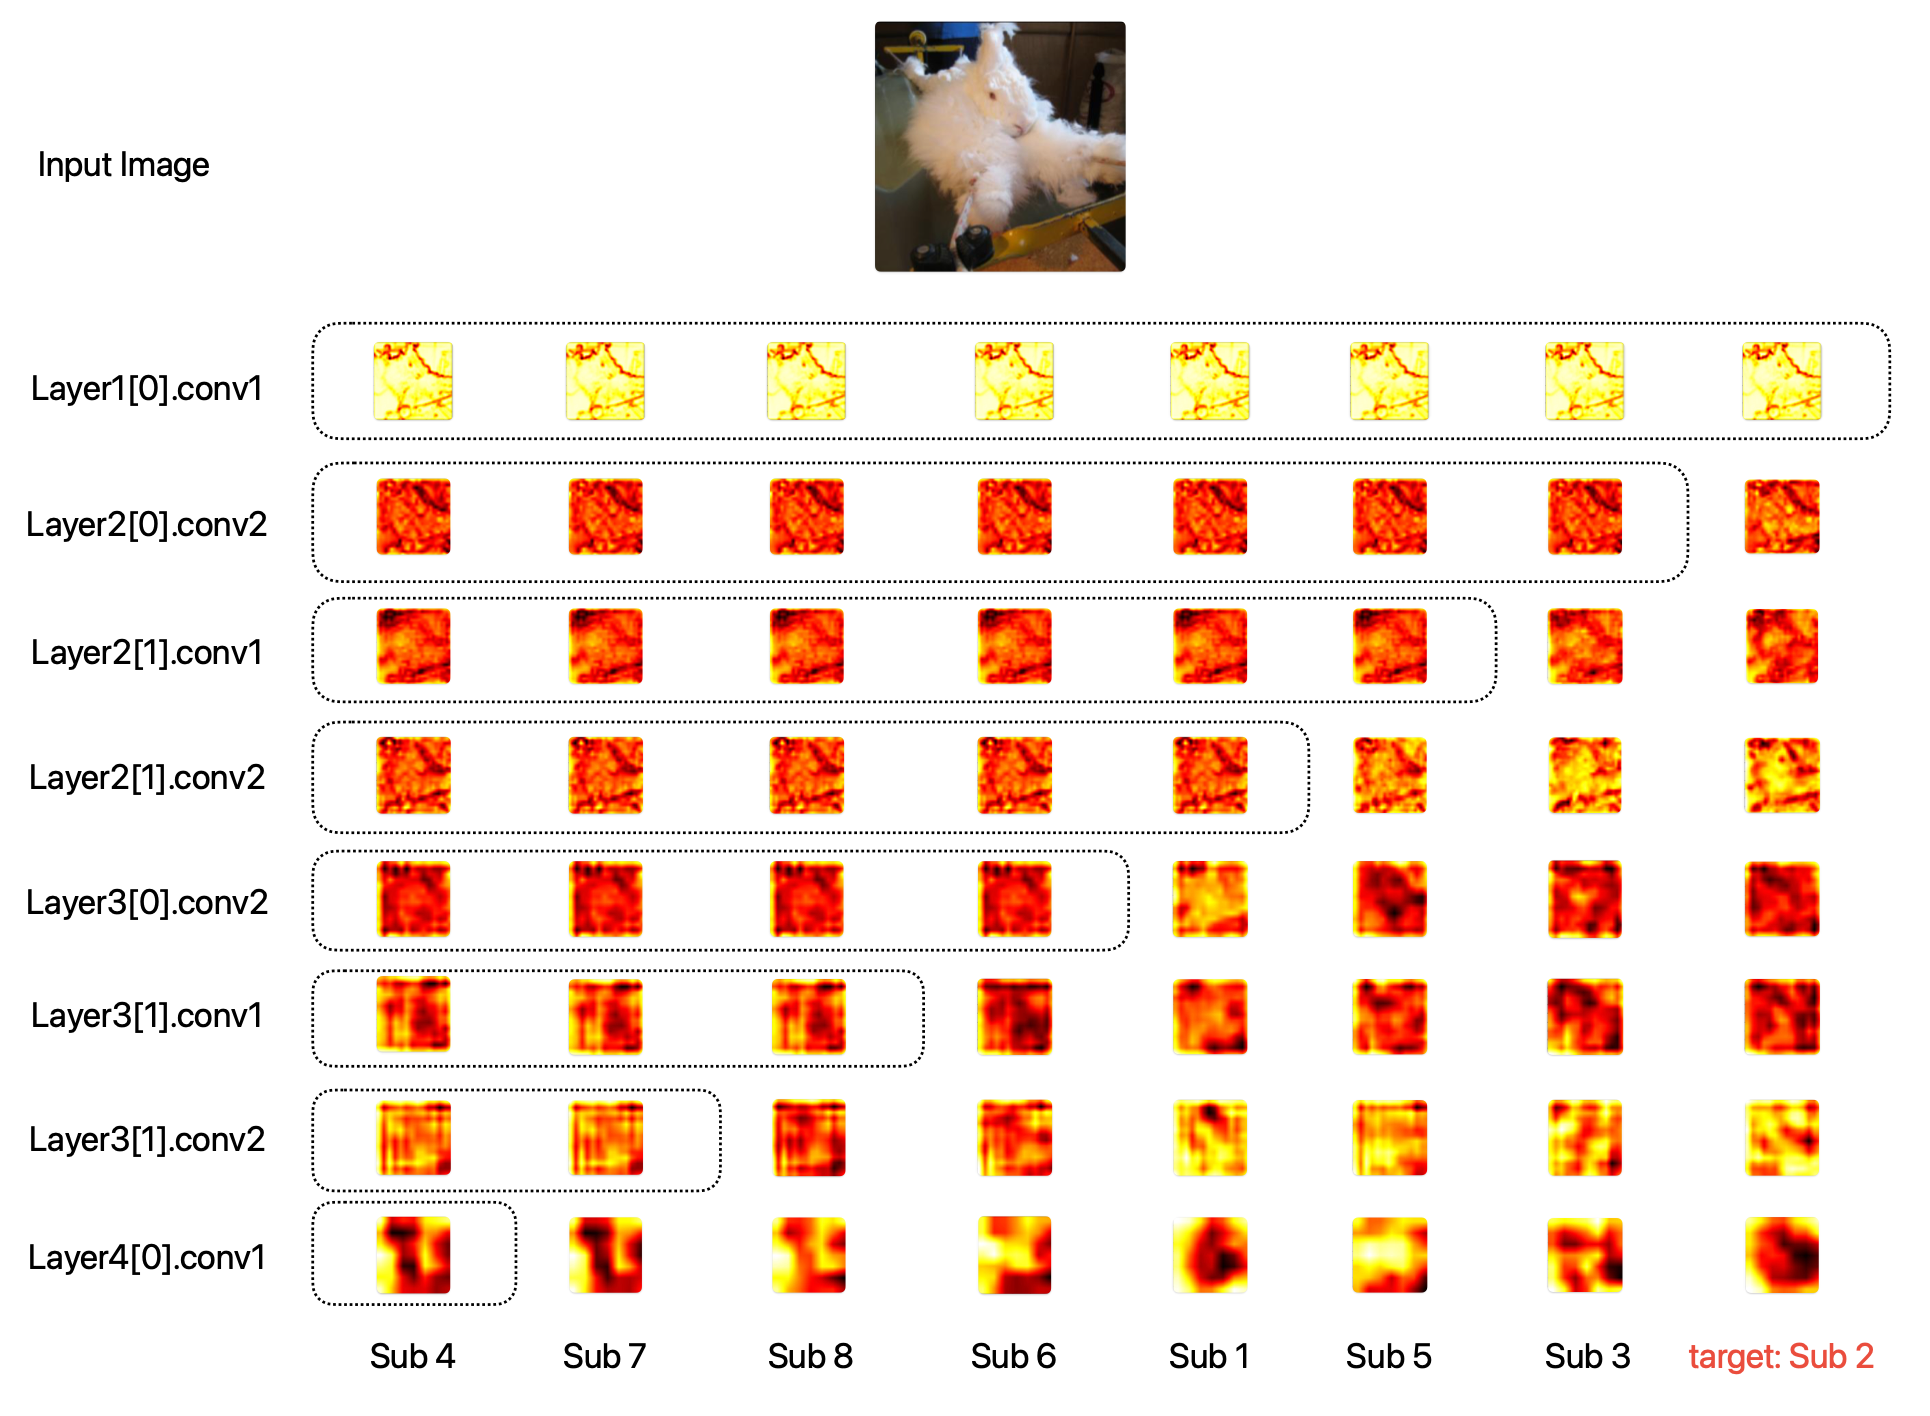 Input Image
Layer1[0].conv1
Layer2[0].conv2
Layer2[1].conv1
Layer2[1].conv2
Layer3[0].conv2
Layer3[1].conv1
Layer3[1].conv2
Layer4[0].conv1
Sub 4 Sub 7 Sub 8 Sub 6 Sub 1 Sub 5 Sub 3 target: Sub 2